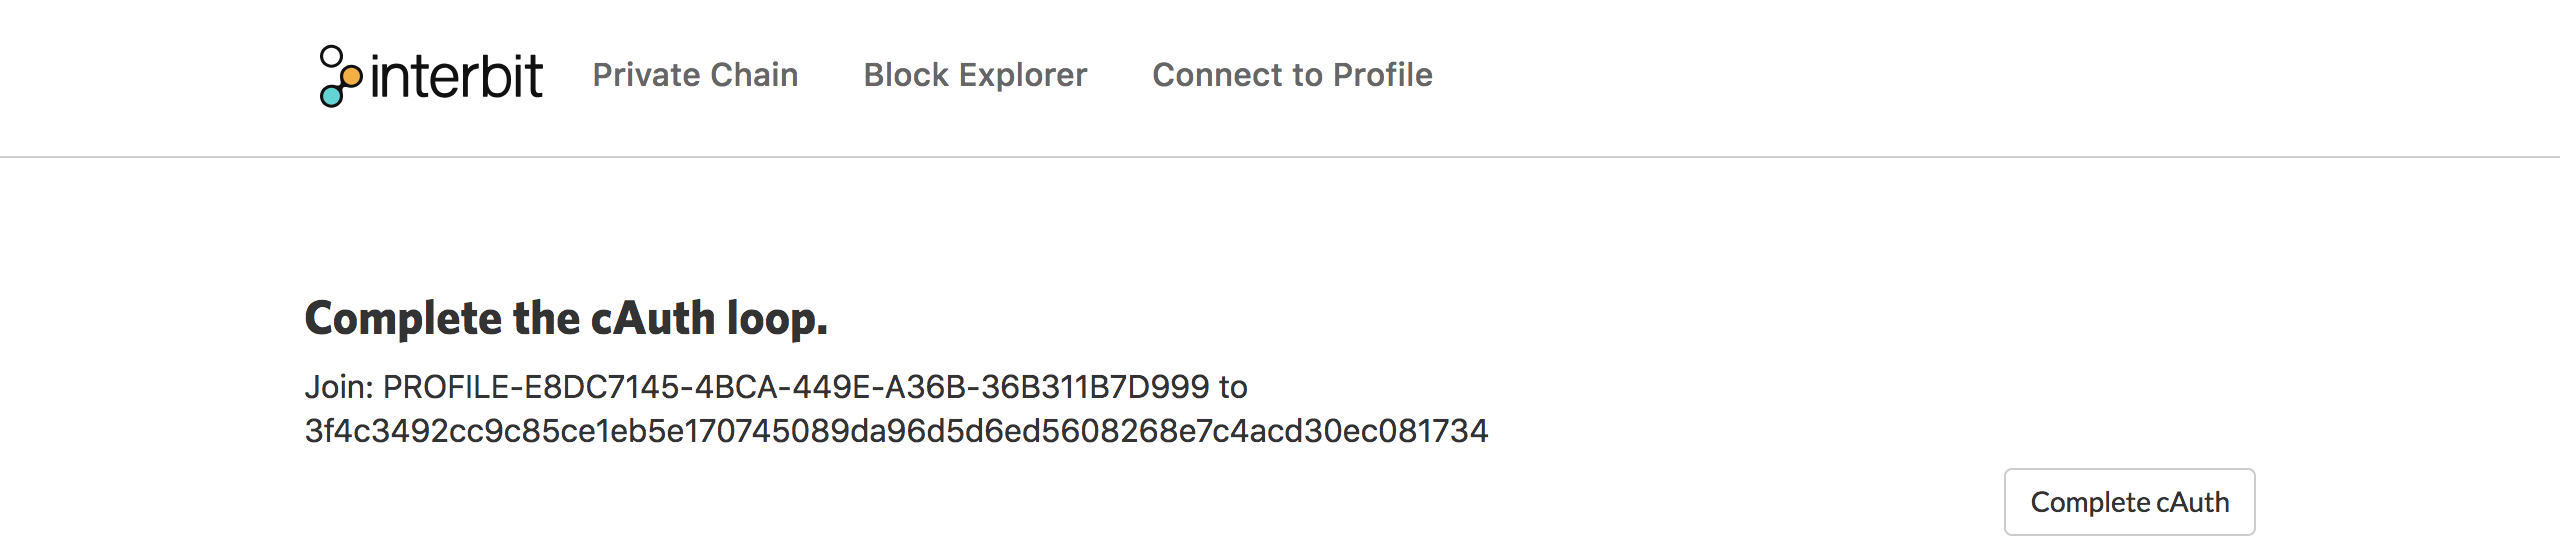 interbit Private Chain Block Explorer Connect to Profile
Complete the cAuth loop.
Join: PROFILE-E8DC7145-4BCA-449E-A36B-36B311B7D999 to
3f4c3492cc9c85ce1eb5e170745089da96d5d6ed5608268e7c4acd30ec081734
Complete cAuth